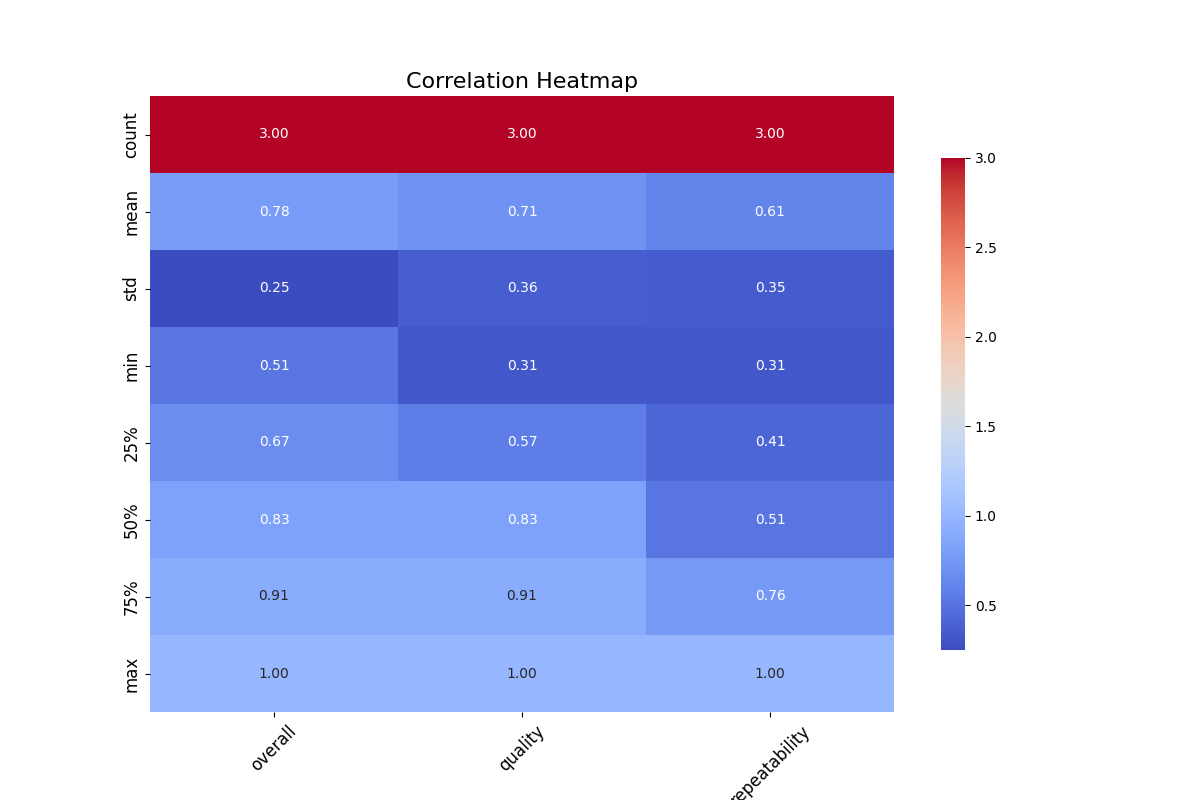 Correlation Heatmap
count 3.00 3.00 3.00
mean 0.78 0.71 0.61
std 0.25 0.36 0.35
min 0.51 0.31 0.31
25% 0.67 0.57 0.41
50% 0.83 0.83 0.51
75% 0.91 0.91 0.76
max 1.00 1.00 1.00
overall quality repeatability
3.0
2.5
2.0
1.5
1.0
0.5